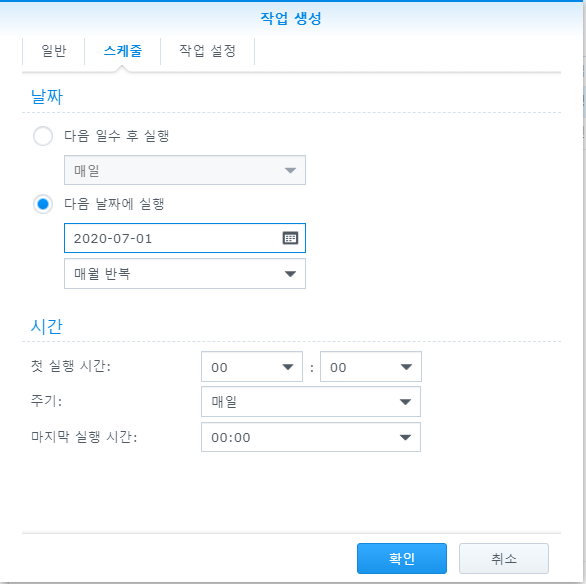 작업 생성
일반 스케줄 작업 설정
날짜
다음 일수 후 실행
매일
다음 날짜에 실행
2020-07-01
매월 반복
시간
첫 실행 시간: 00 : 00
주기: 매일
마지막 실행 시간: 00:00
확인 취소